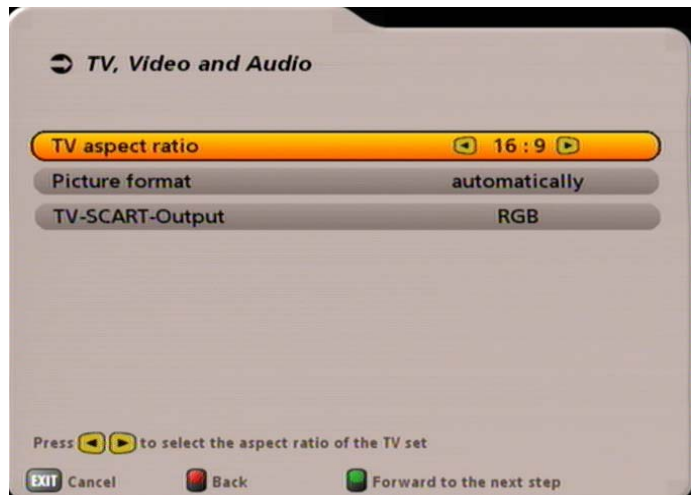 TV, Video and Audio
TV aspect ratio 16 : 9
Picture format automatically
TV-SCART-Output RGB
Press to select the aspect ratio of the TV set
EXIT Cancel Back Forward to the next step